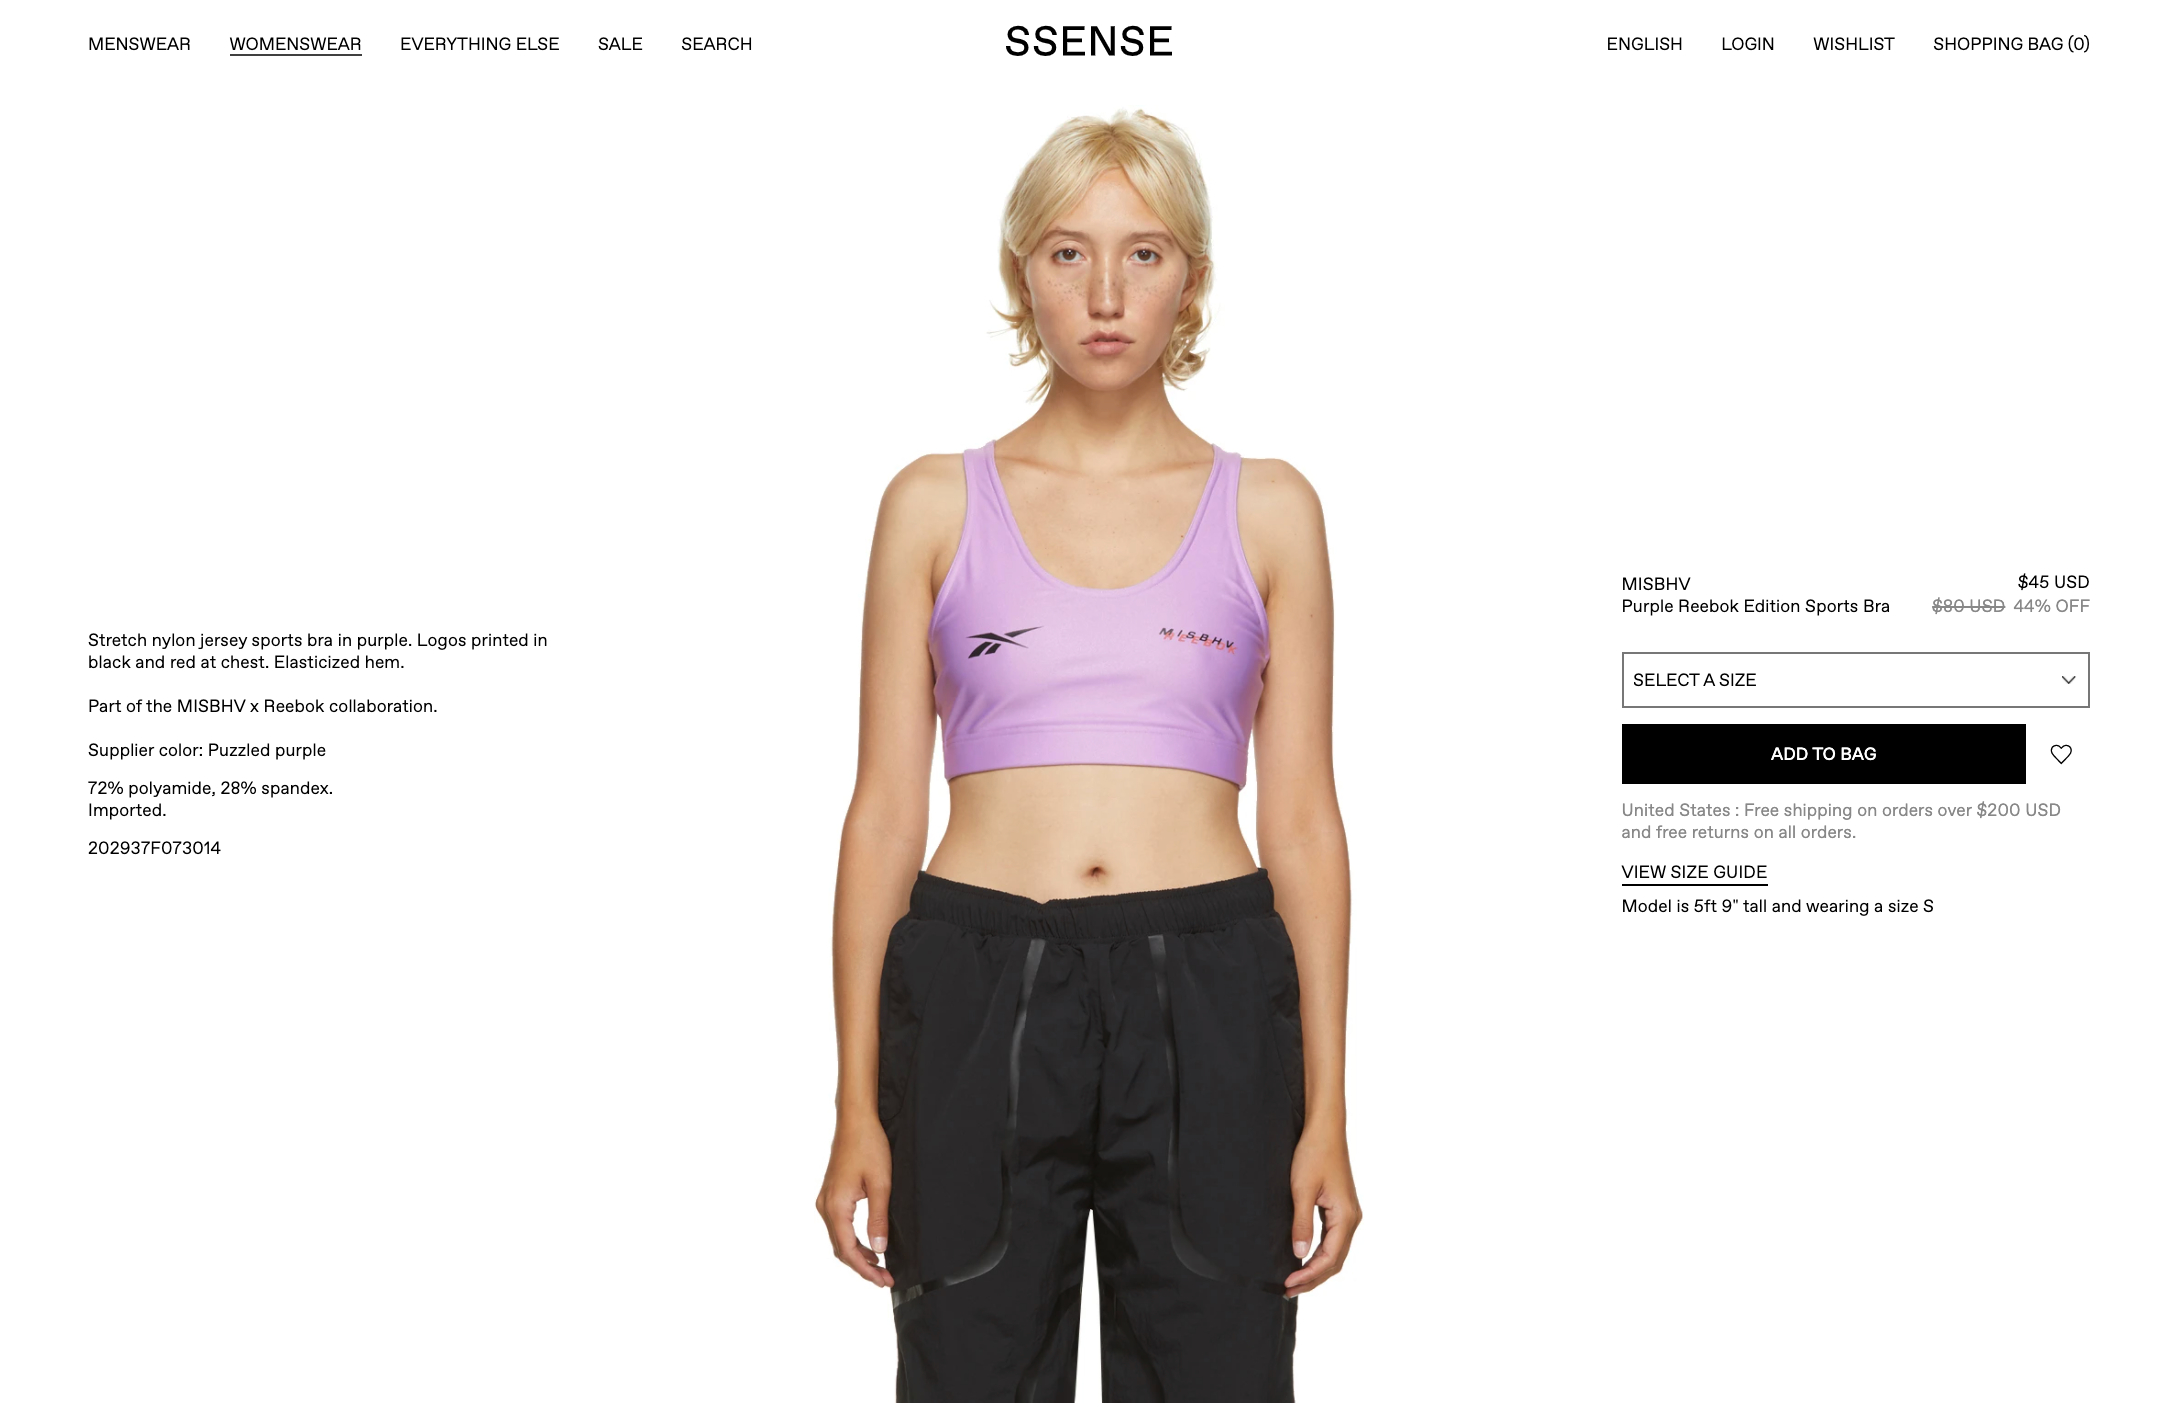 MENSWEAR
WOMENSWEAR
EVERYTHING ELSE
SALE
SEARCH
SSENSE
ENGLISH
LOGIN
WISHLIST
SHOPPING BAG (0)
Stretch nylon jersey sports bra in purple. Logos printed in
black and red at chest. Elasticized hem.
Part of the MISBHV x Reebok collaboration.
Supplier color: Puzzled purple
72% polyamide, 28% spandex.
Imported.
202937F073014
MISBHV
REEBOK
MISBHV
$45 USD
Purple Reebok Edition Sports Bra
$80 USD 44% OFF
SELECT A SIZE
ADD TO BAG
United States : Free shipping on orders over $200 USD
and free returns on all orders.
VIEW SIZE GUIDE
Model is 5ft 9" tall and wearing a size S